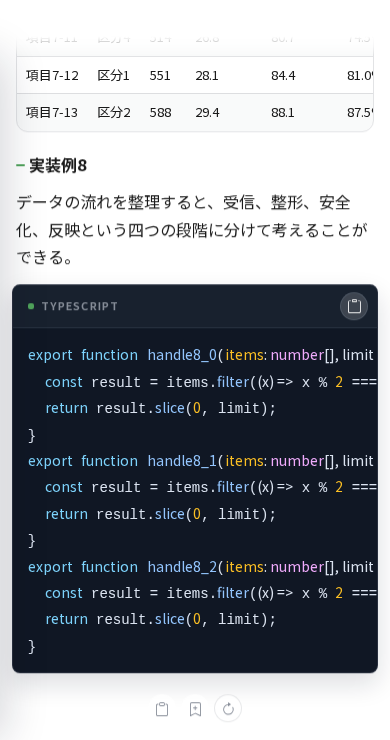 項目7-12 区分1 551 28.1 84.4 81.0
項目7-13 区分2 588 29.4 88.1 87.5
実装例8
データの流れを整理すると、受信、整形、安全
化、反映という四つの段階に分けて考えることが
できる。
TYPESCRIPT
export function handle8_0(items: number[], limit
const result = items.filter((x) => x % 2 ===
return result.slice(0, limit);
}
export function handle8_1(items: number[], limit
const result = items.filter((x) => x % 2 ===
return result.slice(0, limit);
}
export function handle8_2(items: number[], limit
const result = items.filter((x) => x % 2 ===
return result.slice(0, limit);
}